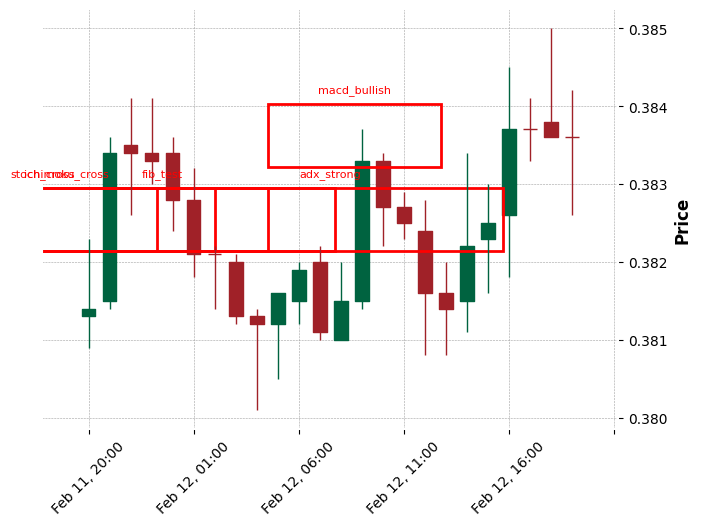 0.385
macd_bullish
0.384
fib_test
adx_strong
0.383
Price
0.382
0.381
0.380
Feb 11, 20:00
Feb 12, 01:00
Feb 12, 06:00
Feb 12, 11:00
Feb 12, 16:00